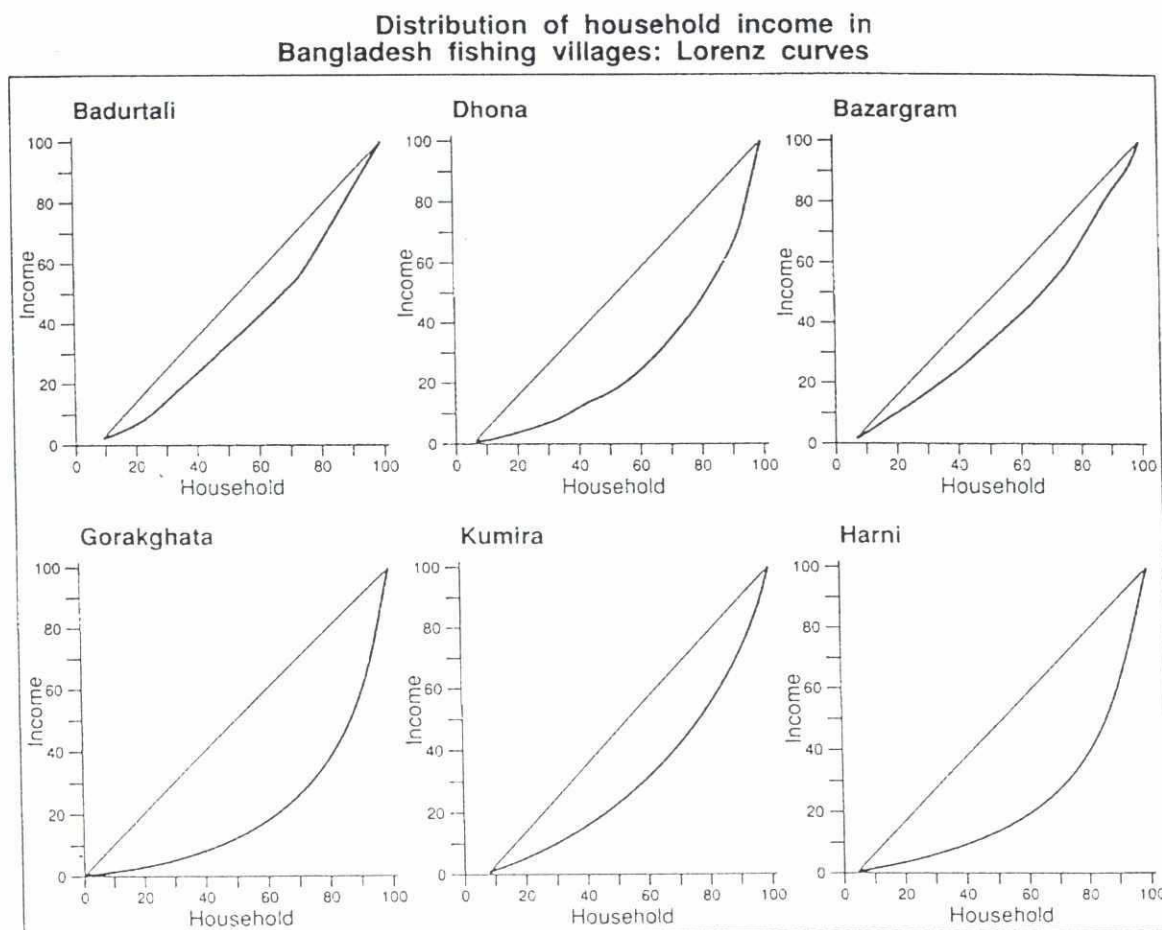 Distribution of household income in
Bangladesh fishing villages: Lorenz curves
Badurtali
100
80
60
40
20
0
Income
0 20 40 60 80 100
Household
Dhona
100
80
60
40
20
0
Income
0 20 40 60 80 100
Household
Bazargram
100
80
60
40
20
0
Income
0 20 40 60 80 100
Household
Gorakghata
100
80
60
40
20
0
Income
0 20 40 60 80 100
Household
Kumira
100
80
60
40
20
0
Income
0 20 40 60 80 100
Household
Harni
100
80
60
40
20
0
Income
0 20 40 60 80 100
Household